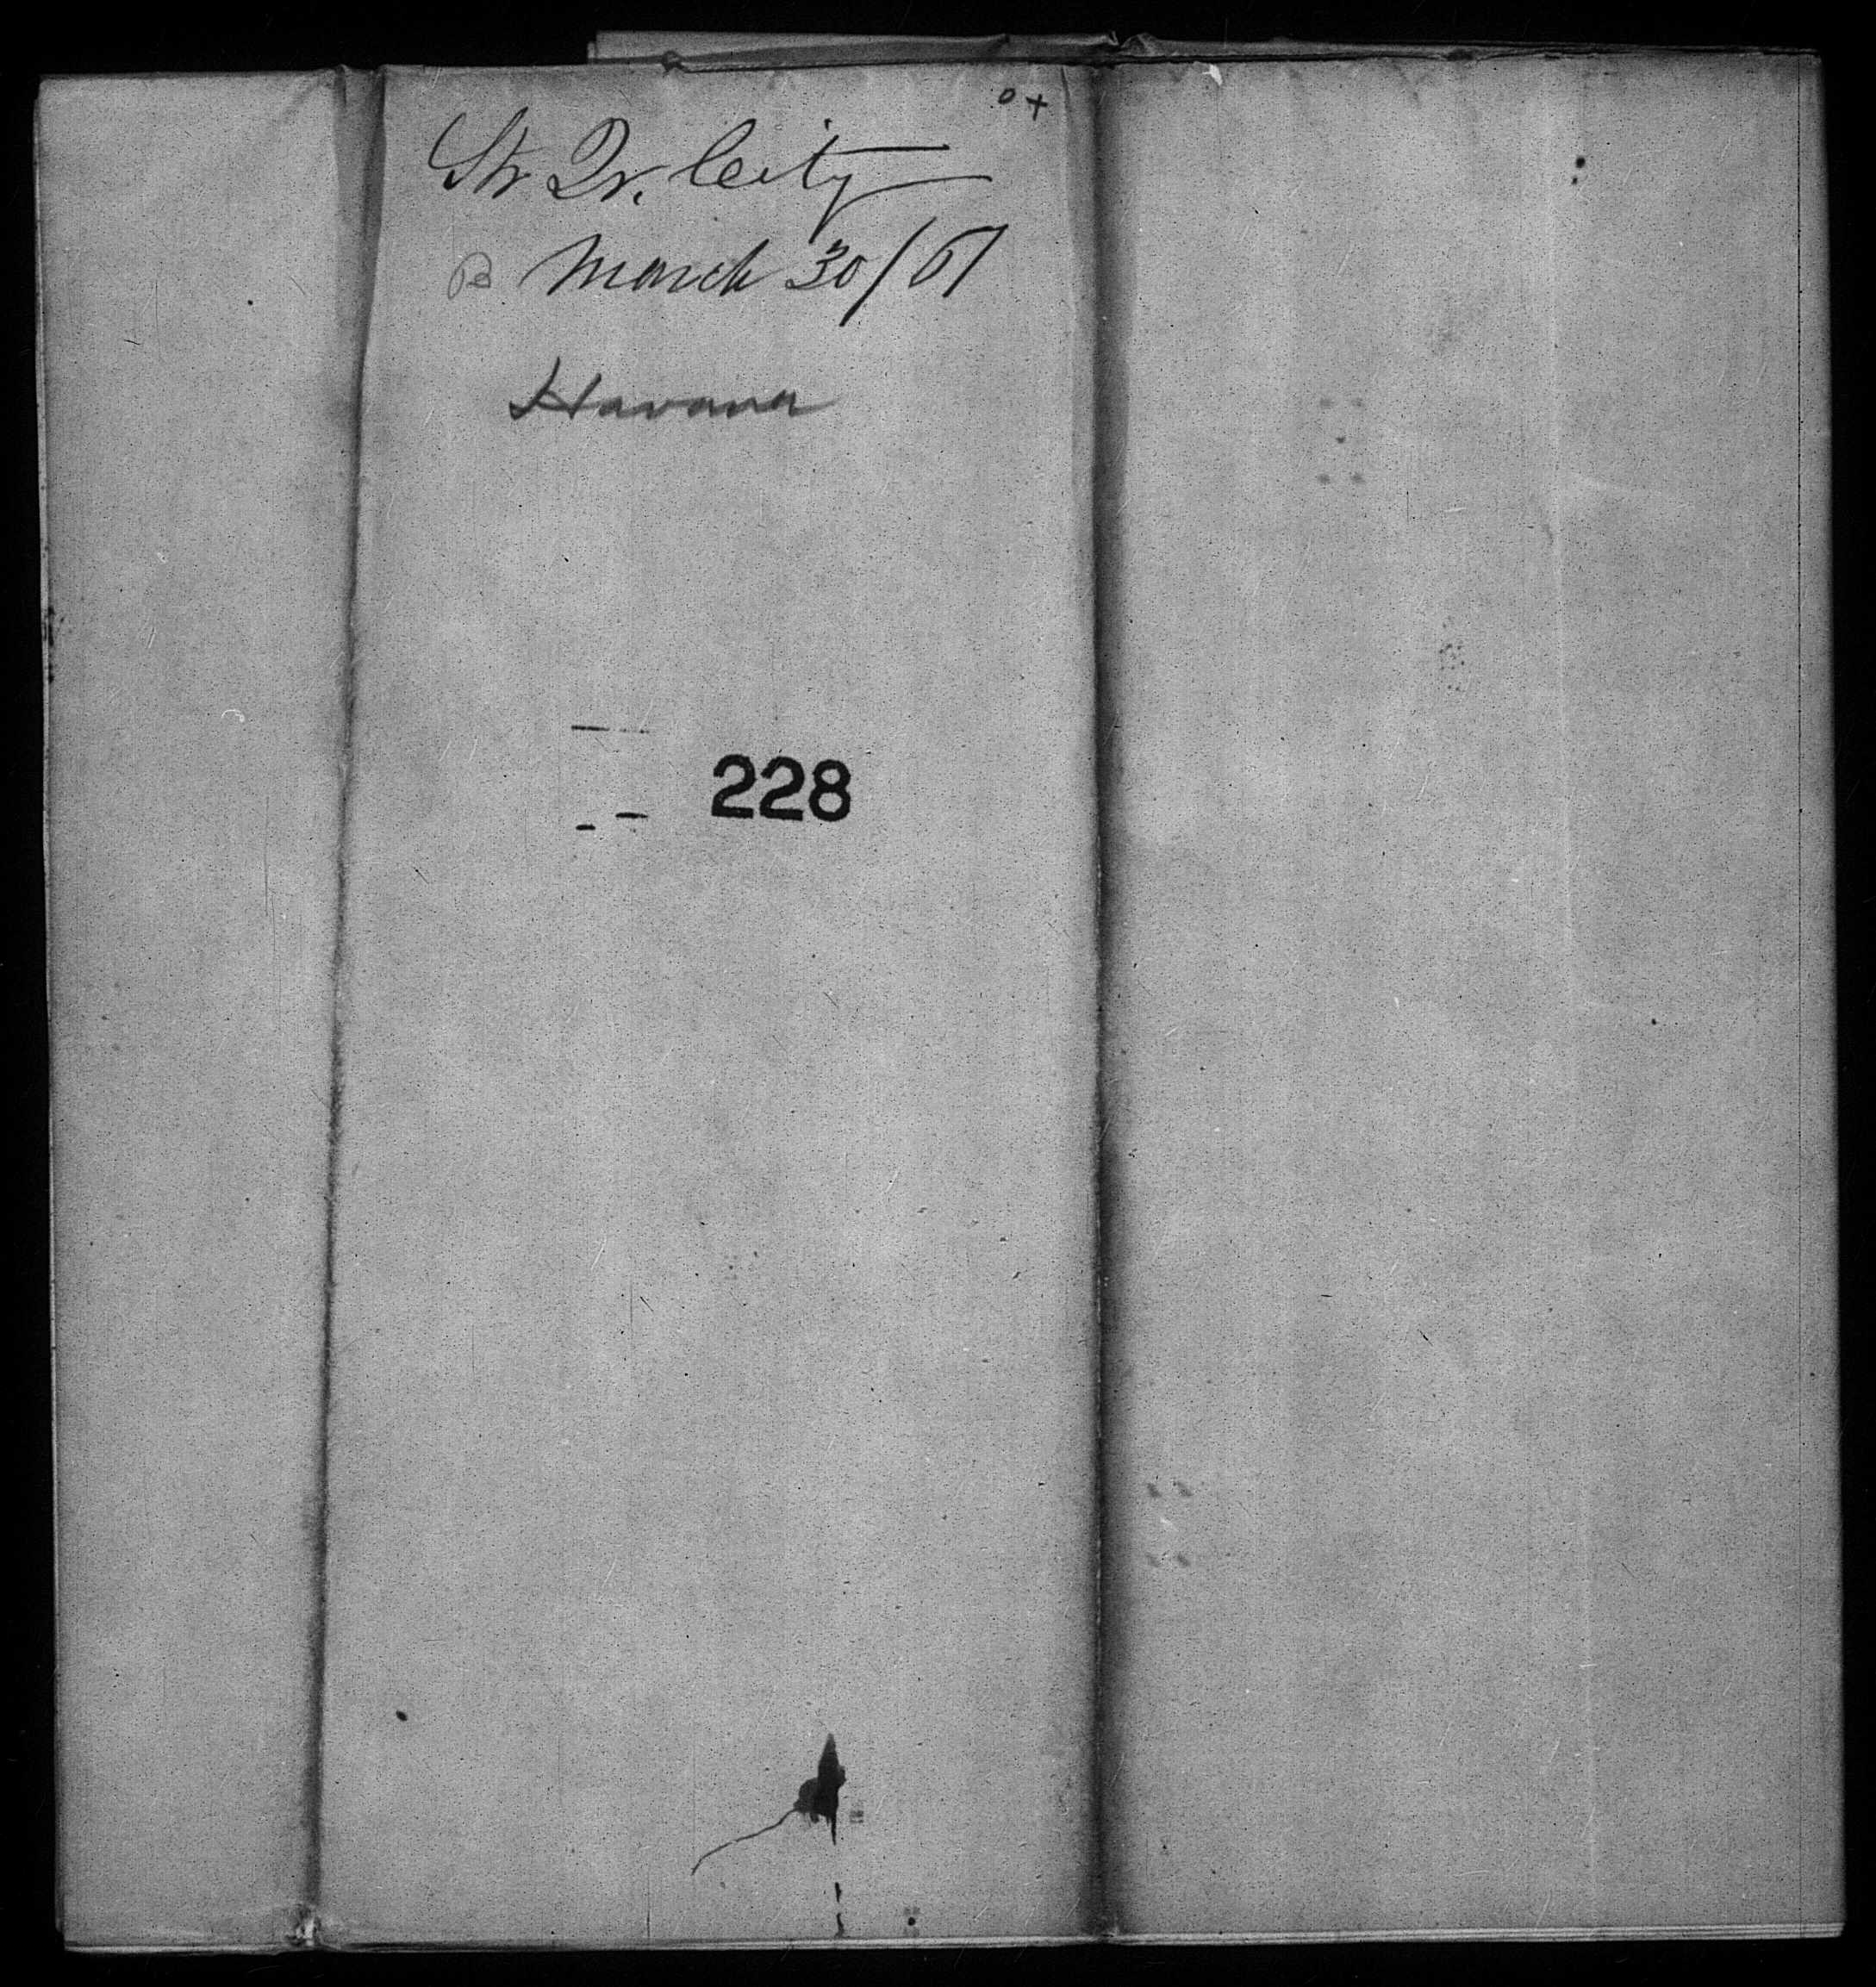 Str Qr. City
B March 30/61
Havana
228